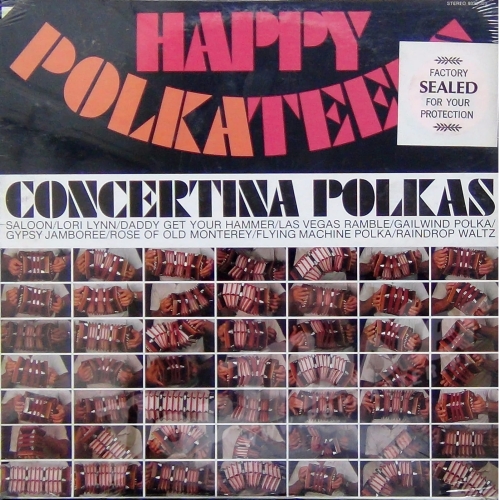 STEREO
HAPPY
POLKATEE
FACTORY
SEALED
FOR YOUR
PROTECTION
CONCERTINA POLKAS
SALOON/LORI LYNN/DADDY GET YOUR HAMMER/LAS VEGAS RAMBLE/GAILWIND POLKA/
GYPSY JAMBOREE/ROSE OF OLD MONTEREY/FLYING MACHINE POLKA/RAINDROP WALTZ